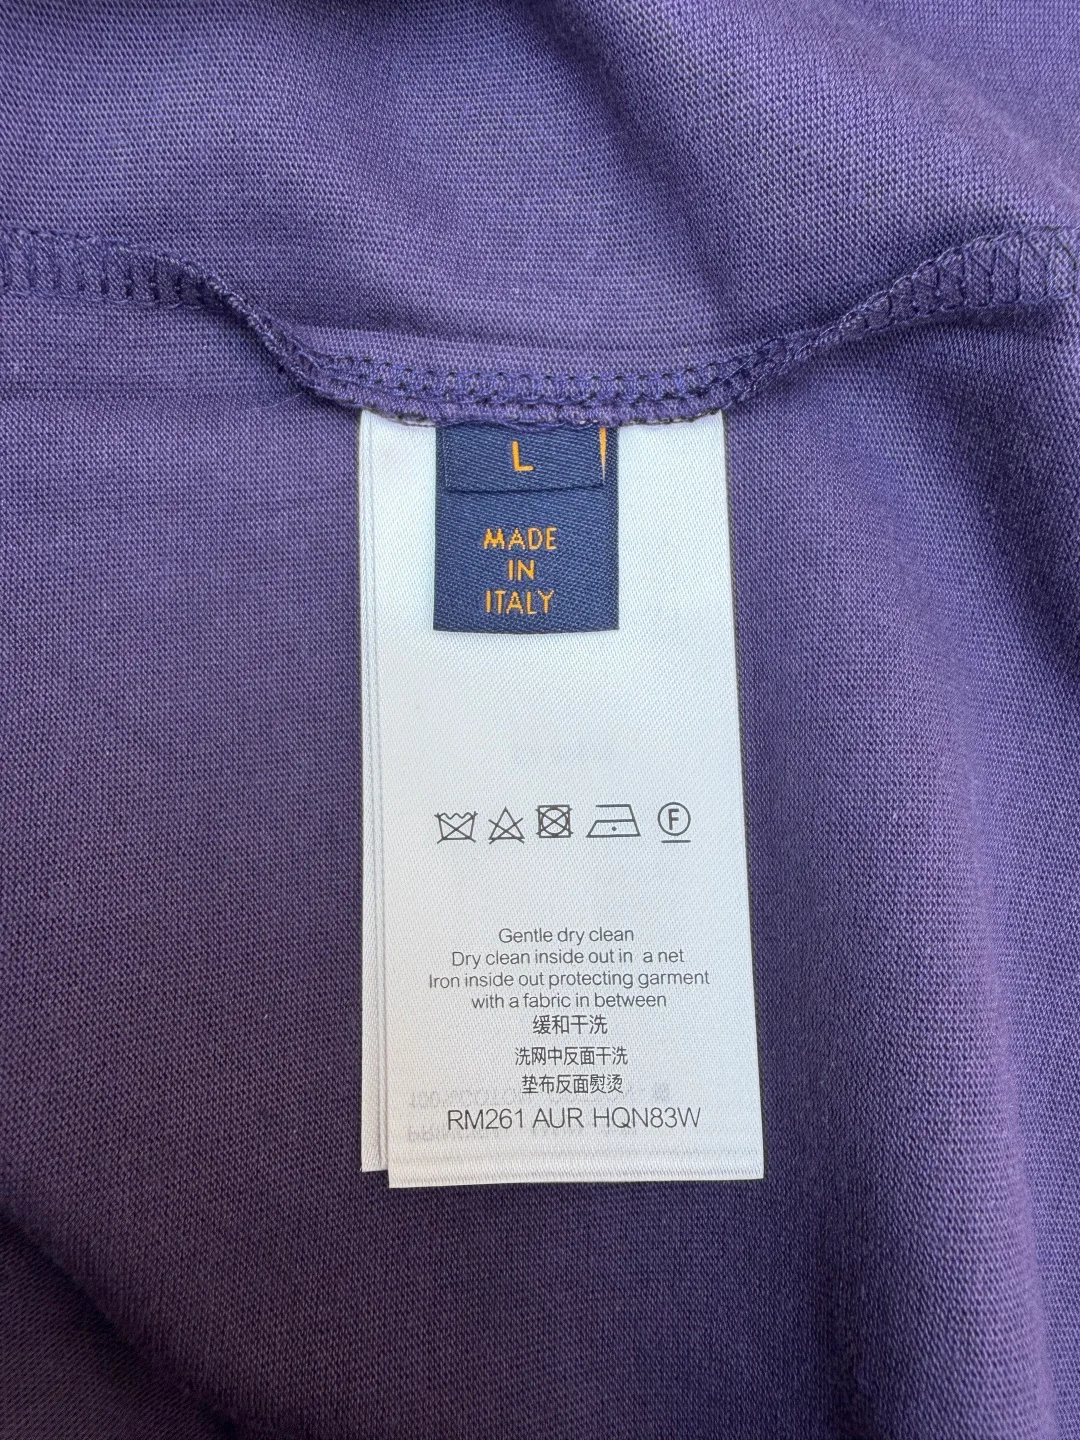 L
MADE
IN
ITALY
F
Gentle dry clean
Dry clean inside out in a net
Iron inside out protecting garment
with a fabric in between
缓和干洗
洗网中反面干洗
垫布反面熨烫
RM261 AUR HQN83W